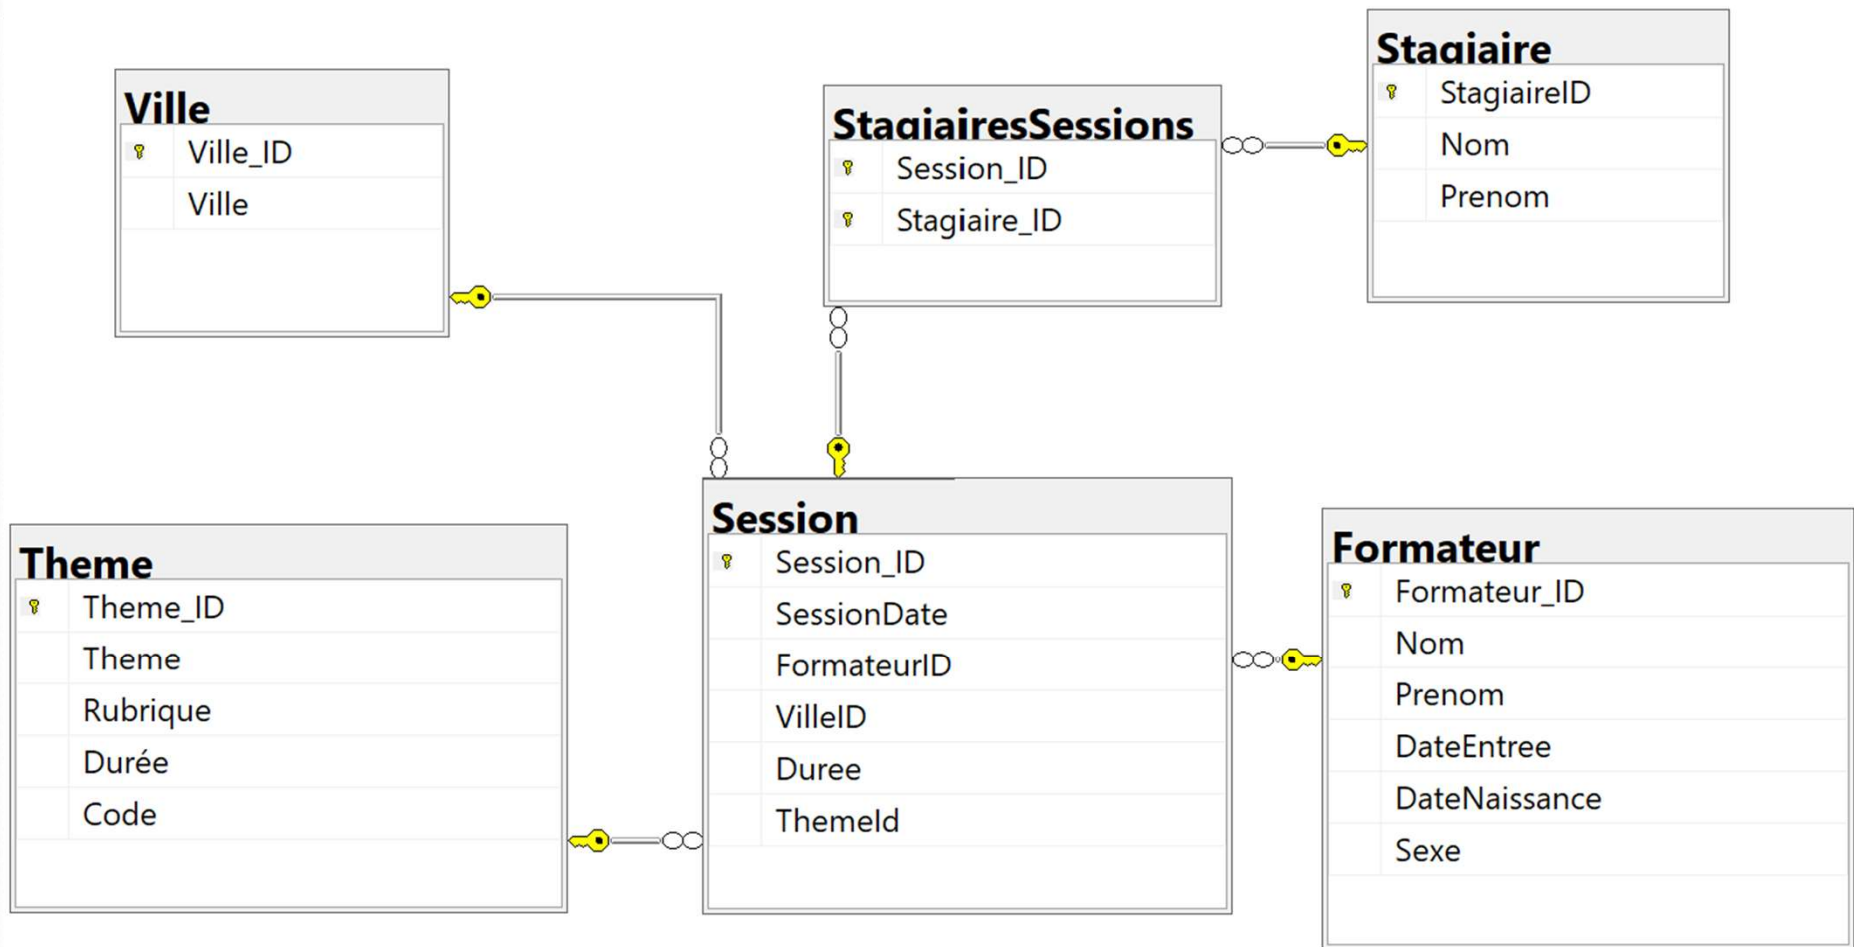 Ville
Ville_ID
Ville
StagiairesSessions
Session_ID
Stagiaire_ID
Stagiaire
StagiaireID
Nom
Prenom
Theme
Theme_ID
Theme
Rubrique
Durée
Code
Session
Session_ID
SessionDate
FormateurID
VilleID
Duree
ThemeId
Formateur
Formateur_ID
Nom
Prenom
DateEntree
DateNaissance
Sexe